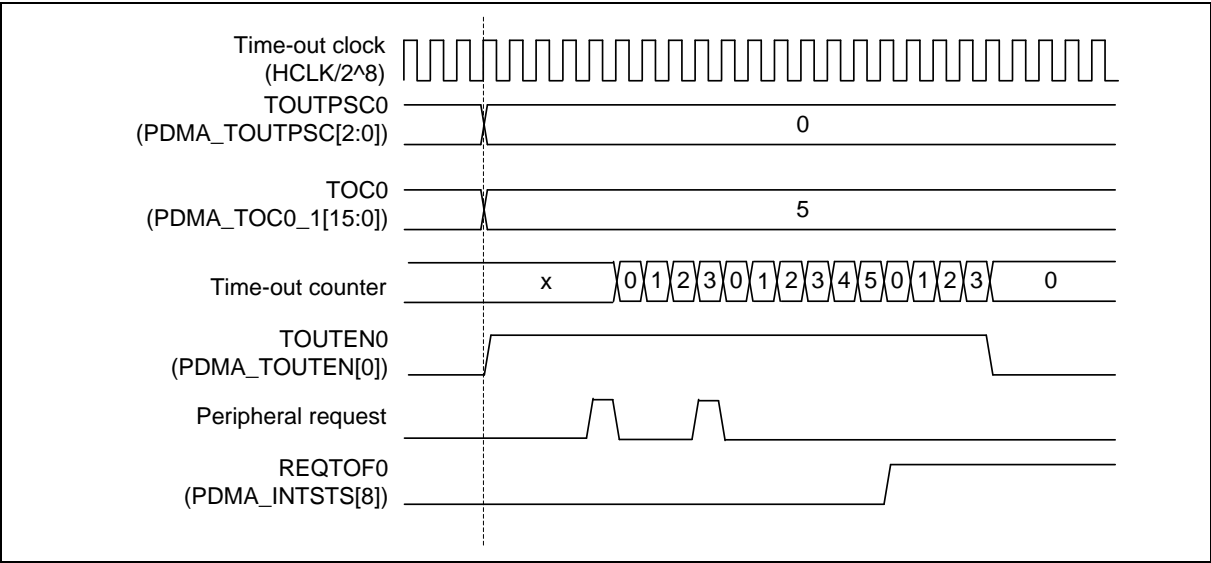 Time-out clock
(HCLK/2^8)
TOUTPSC0
(PDMA_TOUTPSC[2:0])
0
TOC0
(PDMA_TOC0_1[15:0])
5
Time-out counter
x 0 1 2 3 0 1 2 3 4 5 0 1 2 3 0
TOUTEN0
(PDMA_TOUTEN[0])
Peripheral request
REQTOF0
(PDMA_INTSTS[8])